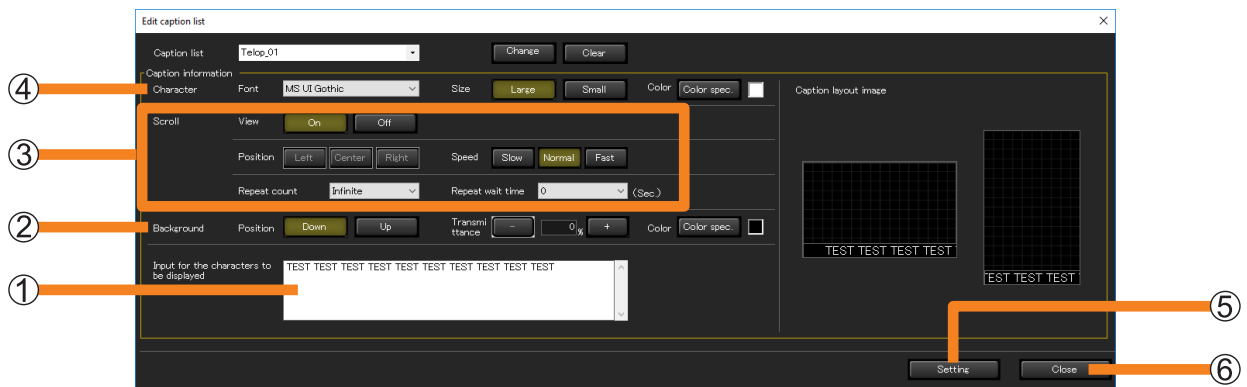 Edit caption list
Caption list Telop_01 Change Clear
Caption information
④ Character Font MS UI Gothic Size Large Small Color Color spec. Caption layout image
Scroll View On Off
③ Position Left Center Right Speed Slow Normal Fast
Repeat count Infinite Repeat wait time 0 (Sec.)
② Background Position Down Up Transmi
ttance - 0 % + Color Color spec.
TEST TEST TEST TEST
Input for the characters to
be displayed
① TEST TEST TEST TEST TEST TEST TEST TEST TEST TEST
TEST TEST TEST
⑤
Setting Close ⑥